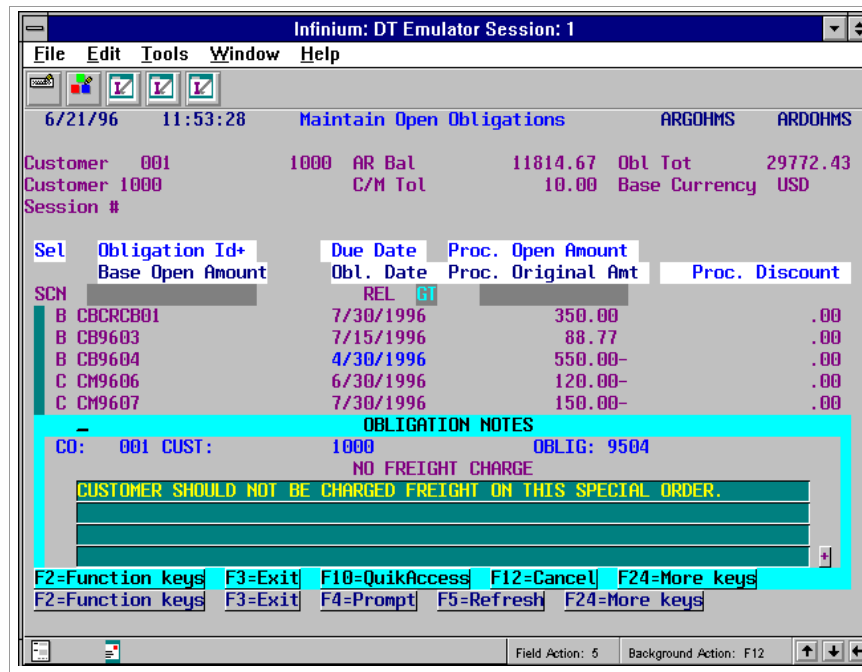 Infinium: DT Emulator Session: 1
File Edit Tools Window Help
6/21/96 11:53:28 Maintain Open Obligations ARGOHMS ARDOHMS
Customer 001 1000 AR Bal 11814.67 Obl Tot 29772.43
Customer 1000 C/M Tol 10.00 Base Currency USD
Session #
Sel Obligation Id+ Due Date Proc. Open Amount
Base Open Amount Obl. Date Proc. Original Amt Proc. Discount
SCN REL GT
B CBCRCB01 7/30/1996 350.00 .00
B CB9603 7/15/1996 88.77 .00
B CB9604 4/30/1996 550.00- .00
C CM9606 6/30/1996 120.00- .00
C CM9607 7/30/1996 150.00- .00
OBLIGATION NOTES
CO: 001 CUST: 1000 OBLIG: 9504
NO FREIGHT CHARGE
CUSTOMER SHOULD NOT BE CHARGED FREIGHT ON THIS SPECIAL ORDER.
+
F2=Function keys F3=Exit F10=QuikAccess F12=Cancel F24=More keys
F2=Function keys F3=Exit F4=Prompt F5=Refresh F24=More keys
Field Action: 5 Background Action: F12